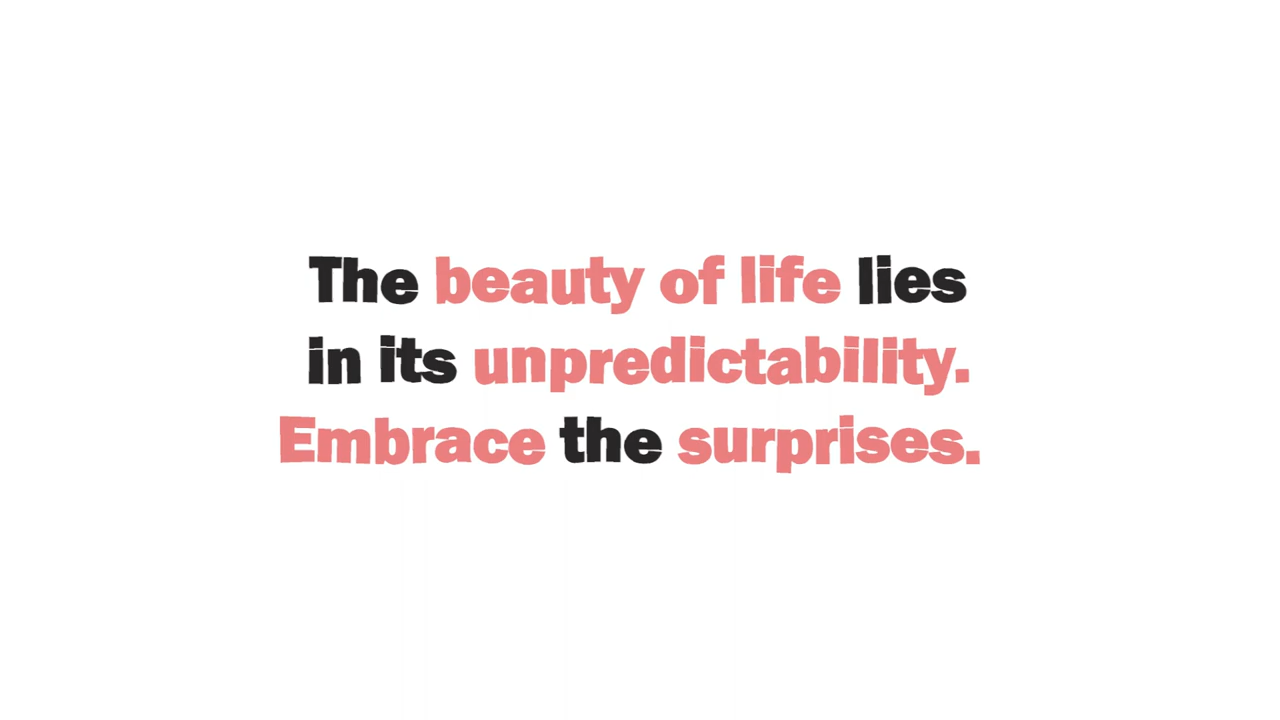 The beauty of life lies
in its unpredictability.
Embrace the surprises.